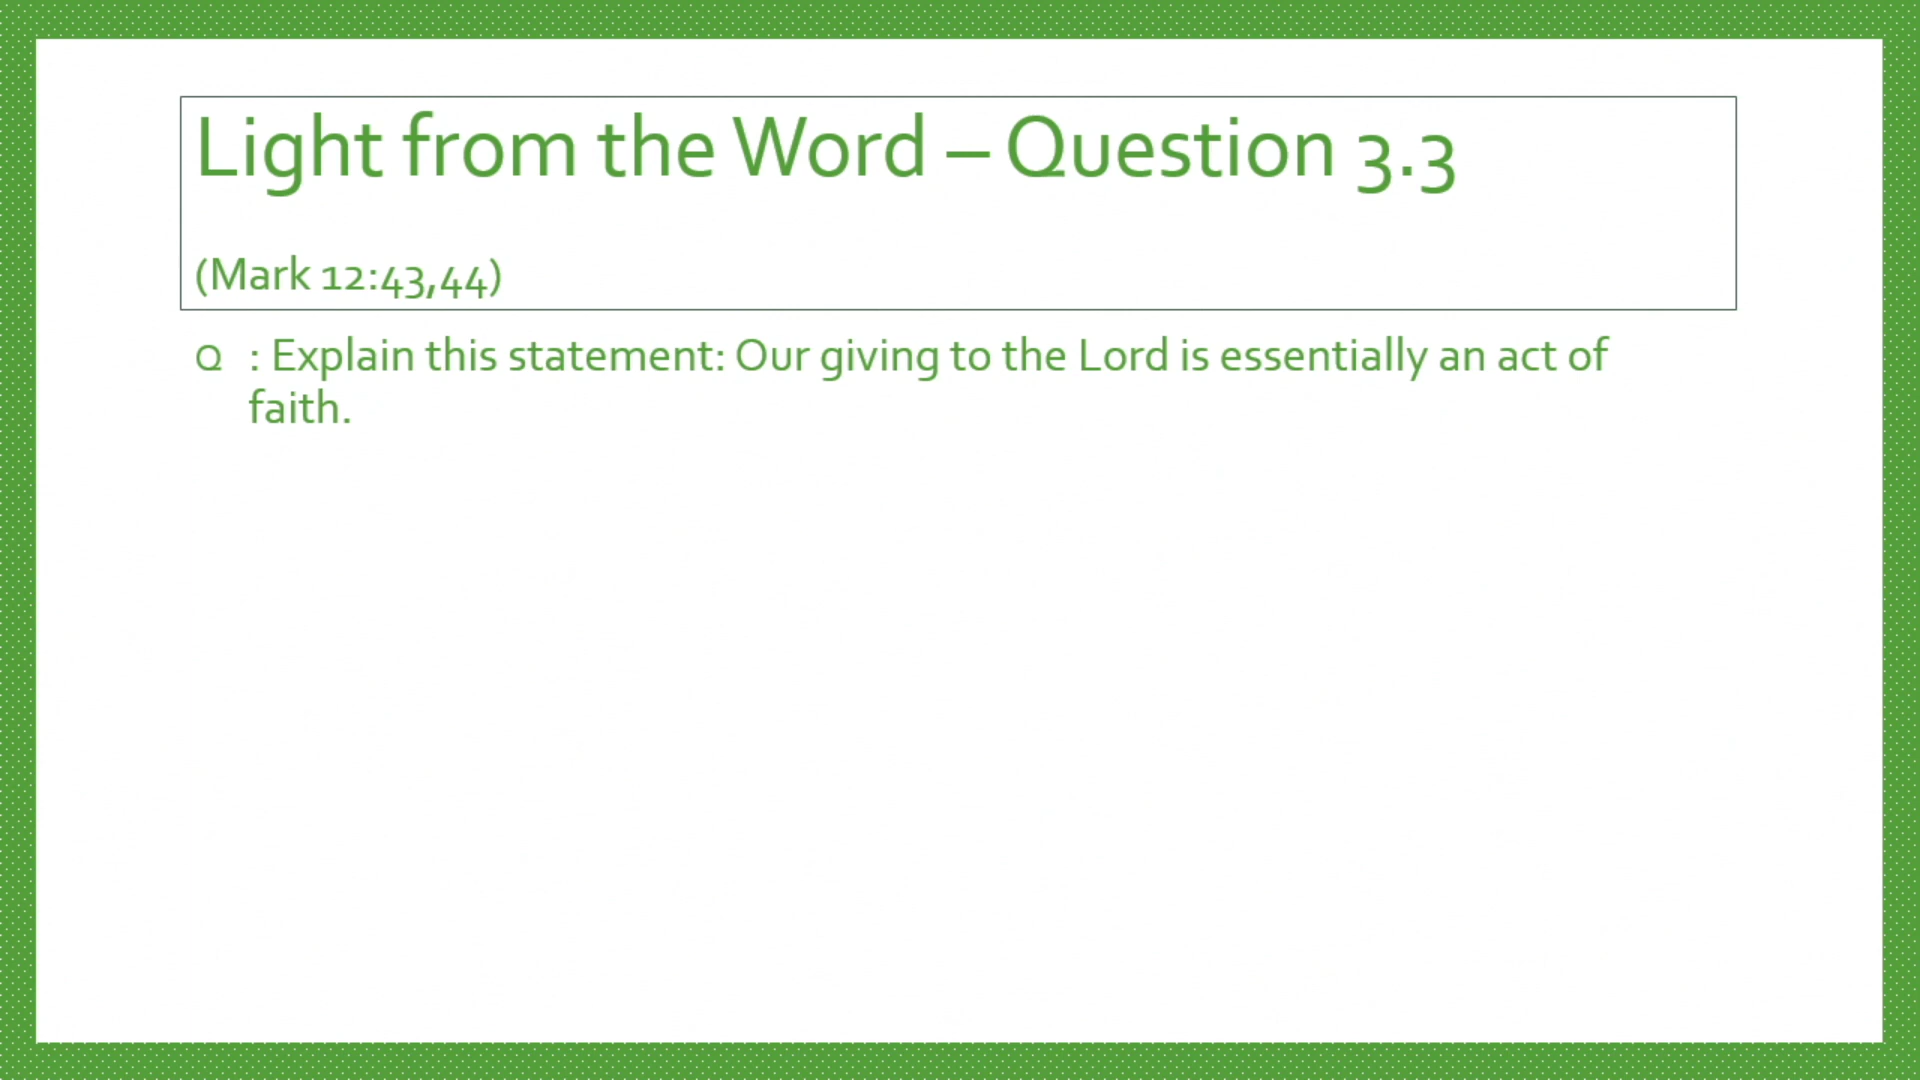 Light from the Word – Question 3.3
(Mark 12:43,44)
Q : Explain this statement: Our giving to the Lord is essentially an act of
faith.